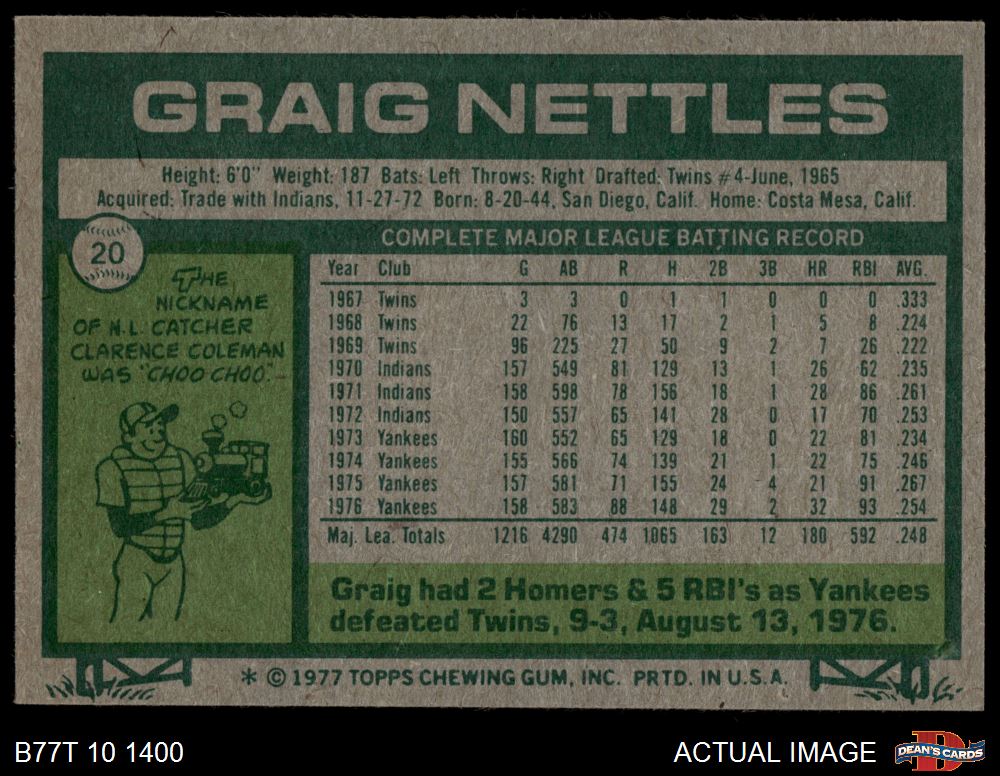 GRAIG NETTLES
Height: 6'0" Weight: 187 Bats: Left Throws: Right Drafted: Twins #4-June, 1965
Acquired: Trade with Indians, 11-27-72 Born: 8-20-44, San Diego, Calif. Home: Costa Mesa, Calif.
20
THE
NICKNAME
OF N.L. CATCHER
CLARENCE COLEMAN
WAS "CHOO CHOO."
COMPLETE MAJOR LEAGUE BATTING RECORD
Year Club G AB R H 2B 3B HR RBI AVG.
1967 Twins 3 3 0 1 1 0 0 0 .333
1968 Twins 22 76 13 17 2 1 5 8 .224
1969 Twins 96 225 27 50 9 2 7 26 .222
1970 Indians 157 549 81 129 13 1 26 62 .235
1971 Indians 158 598 78 156 18 1 28 86 .261
1972 Indians 150 557 65 141 28 0 17 70 .253
1973 Yankees 160 552 65 129 18 0 22 81 .234
1974 Yankees 155 566 74 139 21 1 22 75 .246
1975 Yankees 157 581 71 155 24 4 21 91 .267
1976 Yankees 158 583 88 148 29 2 32 93 .254
Maj. Lea. Totals 1216 4290 474 1065 163 12 180 592 .248
Graig had 2 Homers & 5 RBI's as Yankees
defeated Twins, 9-3, August 13, 1976.
* © 1977 TOPPS CHEWING GUM, INC. PRTD. IN U.S.A.
B77T 10 1400
ACTUAL IMAGE
DEAN'S CARDS